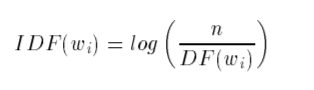 IDF(w_i) = log(n / DF(w_i))